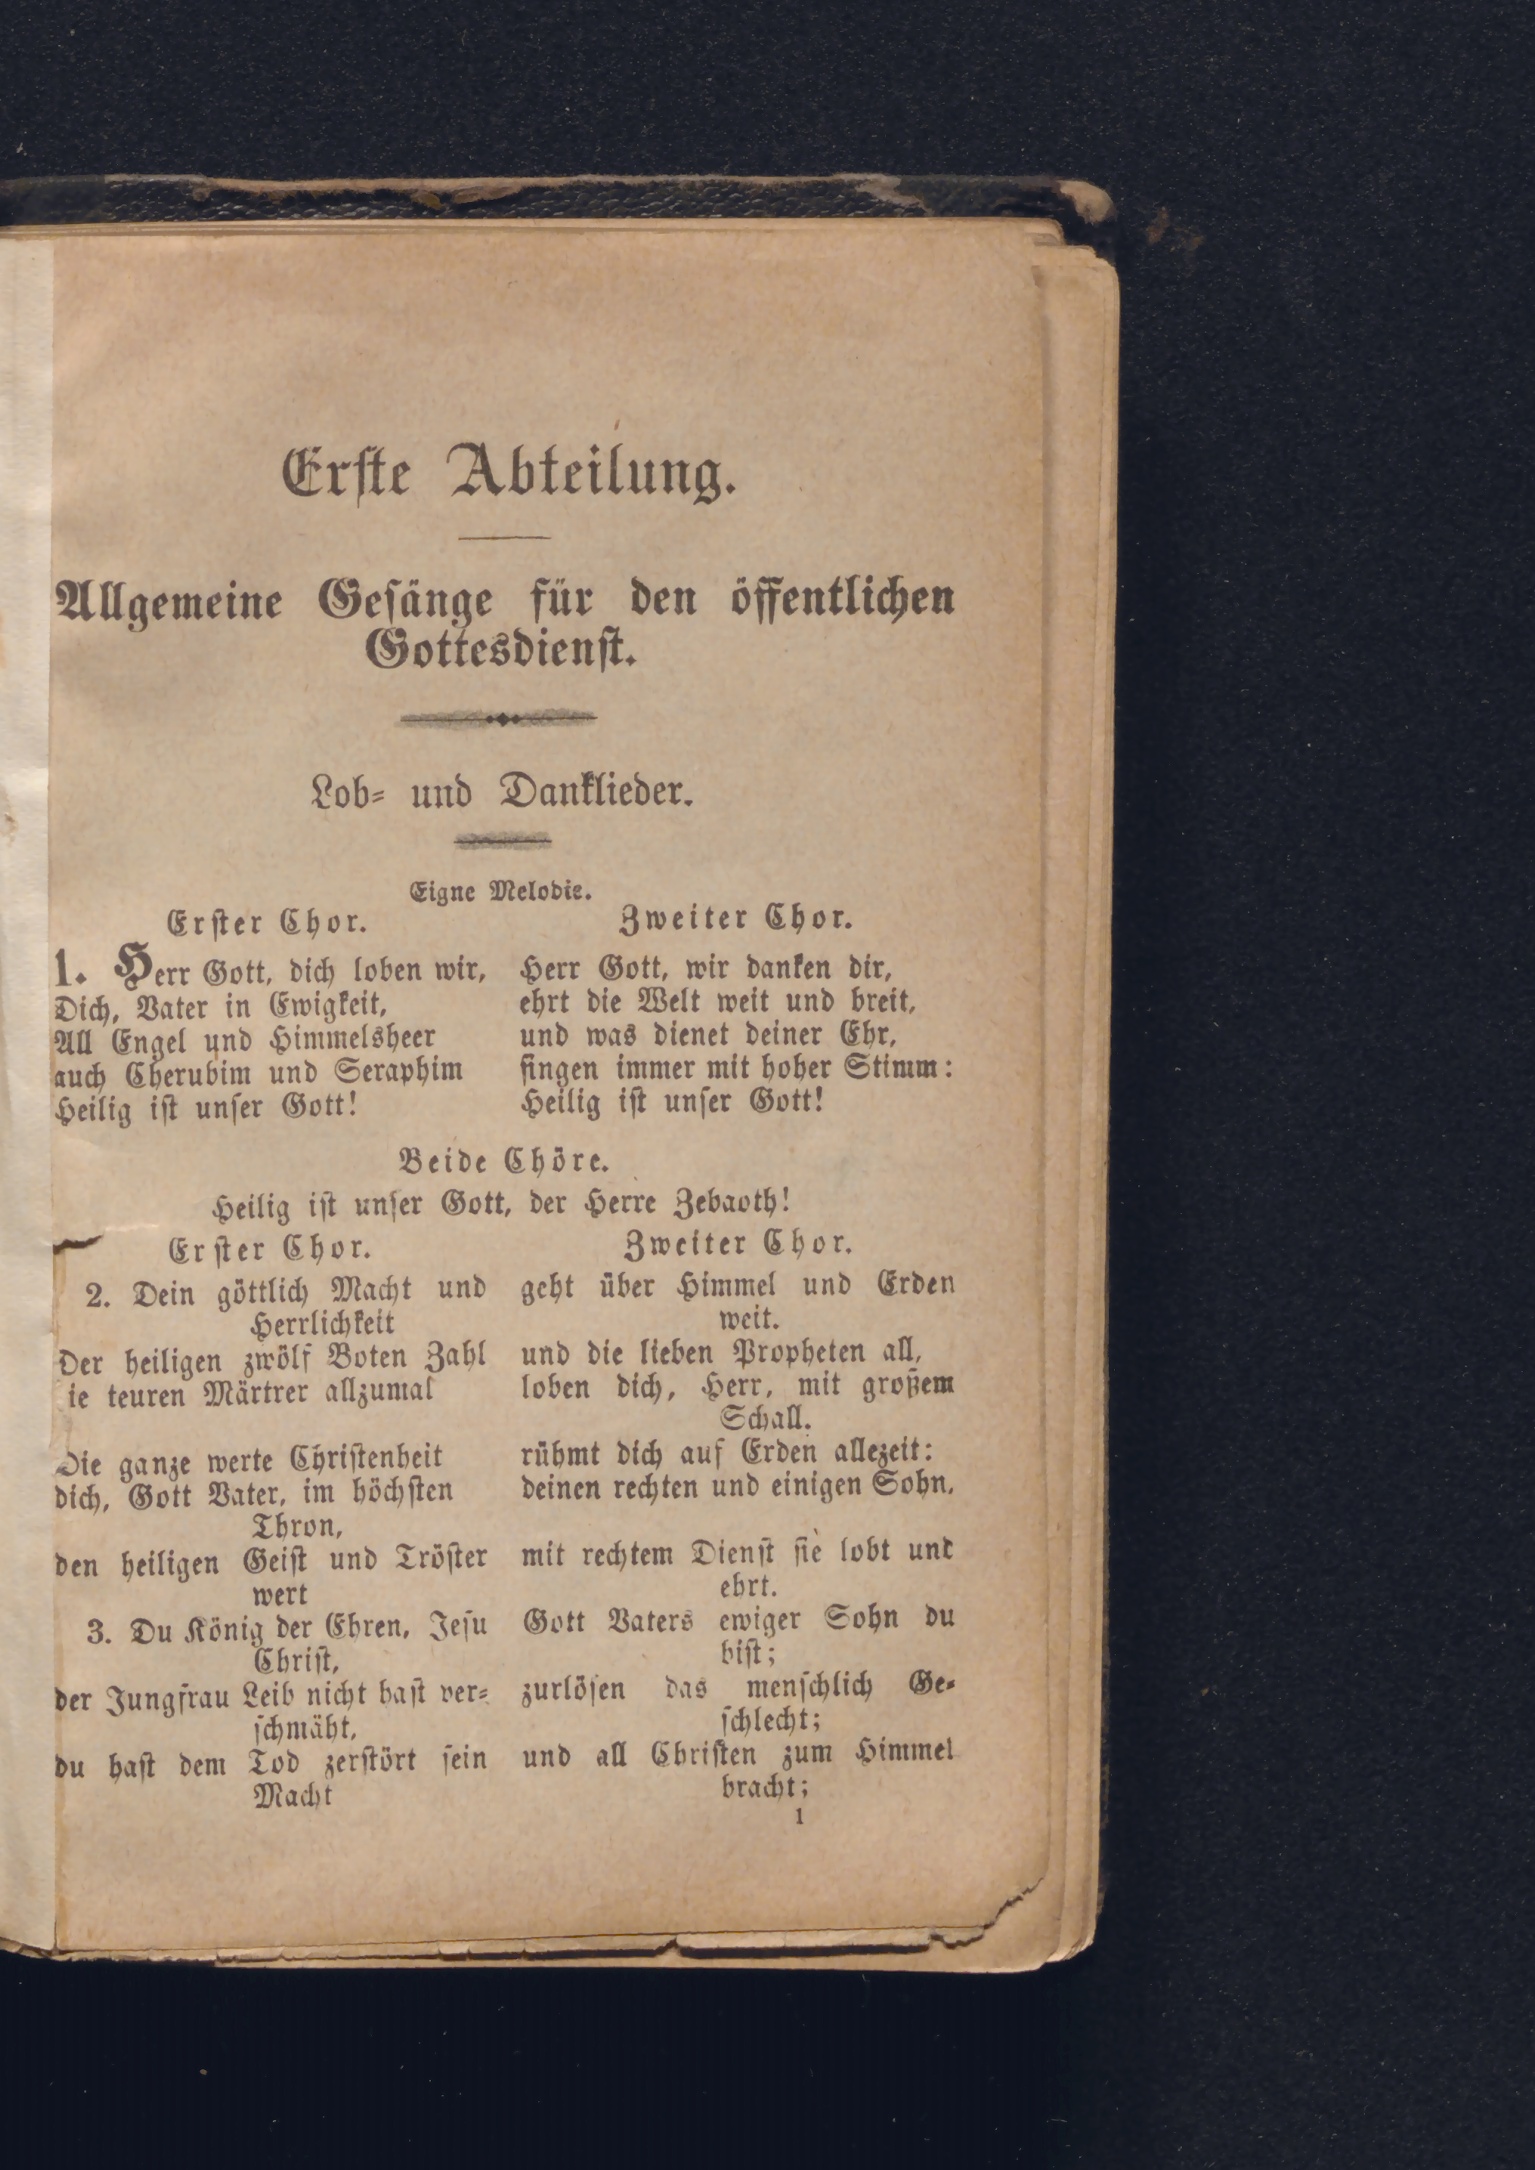 Erste Abteilung.
Allgemeine Gesänge für den öffentlichen
Gottesdienst.
Lob- und Danklieder.
Eigne Melodie.
Erster Chor.
1. Herr Gott, dich loben wir,
Dich, Vater in Ewigkeit,
All Engel und Himmelsheer
auch Cherubim und Seraphim
Heilig ist unser Gott!
Zweiter Chor.
Herr Gott, wir danken dir,
ehrt die Welt weit und breit,
und was dienet deiner Ehr,
singen immer mit hoher Stimm:
Heilig ist unser Gott!
Beide Chöre.
Heilig ist unser Gott, der Herre Zebaoth!
Erster Chor.
2. Dein göttlich Macht und
Herrlichkeit
Der heiligen zwölf Boten Zahl
ie teuren Märtrer allzumal
Die ganze werte Christenheit
dich, Gott Vater, im höchsten
Thron,
den heiligen Geist und Tröster
wert
3. Du König der Ehren, Jesu
Christ,
der Jungfrau Leib nicht hast ver-
schmäht,
du hast dem Tod zerstört sein
Macht
Zweiter Chor.
geht über Himmel und Erden
weit.
und die lieben Propheten all,
loben dich, Herr, mit großem
Schall.
rühmt dich auf Erden allezeit:
deinen rechten und einigen Sohn,
mit rechtem Dienst sie lobt und
ehrt.
Gott Vaters ewiger Sohn du
bist;
zurlösen das menschlich Ge-
schlecht;
und all Christen zum Himmel
bracht;
1